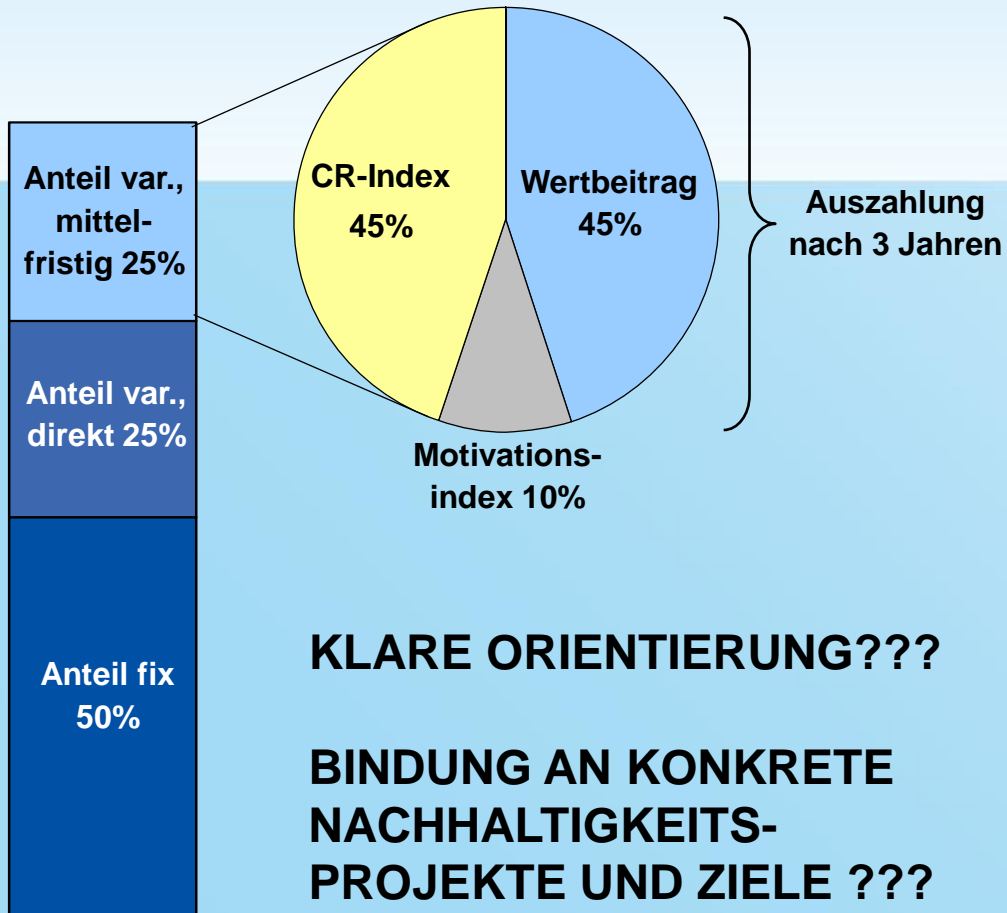 Anteil var.,
mittel-
fristig 25%
Anteil var.,
direkt 25%
Anteil fix
50%
CR-Index
45%
Wertbeitrag
45%
Motivations-
index 10%
Auszahlung
nach 3 Jahren
KLARE ORIENTIERUNG???
BINDUNG AN KONKRETE
NACHHALTIGKEITS-
PROJEKTE UND ZIELE ???